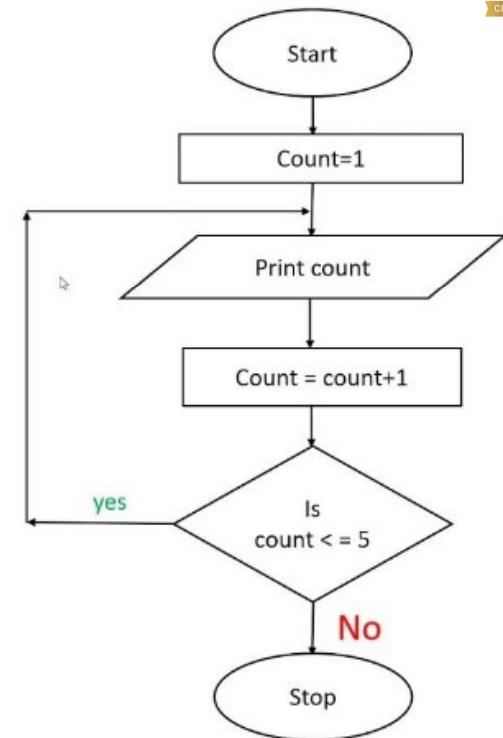 Start
Count=1
Print count
Count = count+1
Is
count < = 5
yes
No
Stop